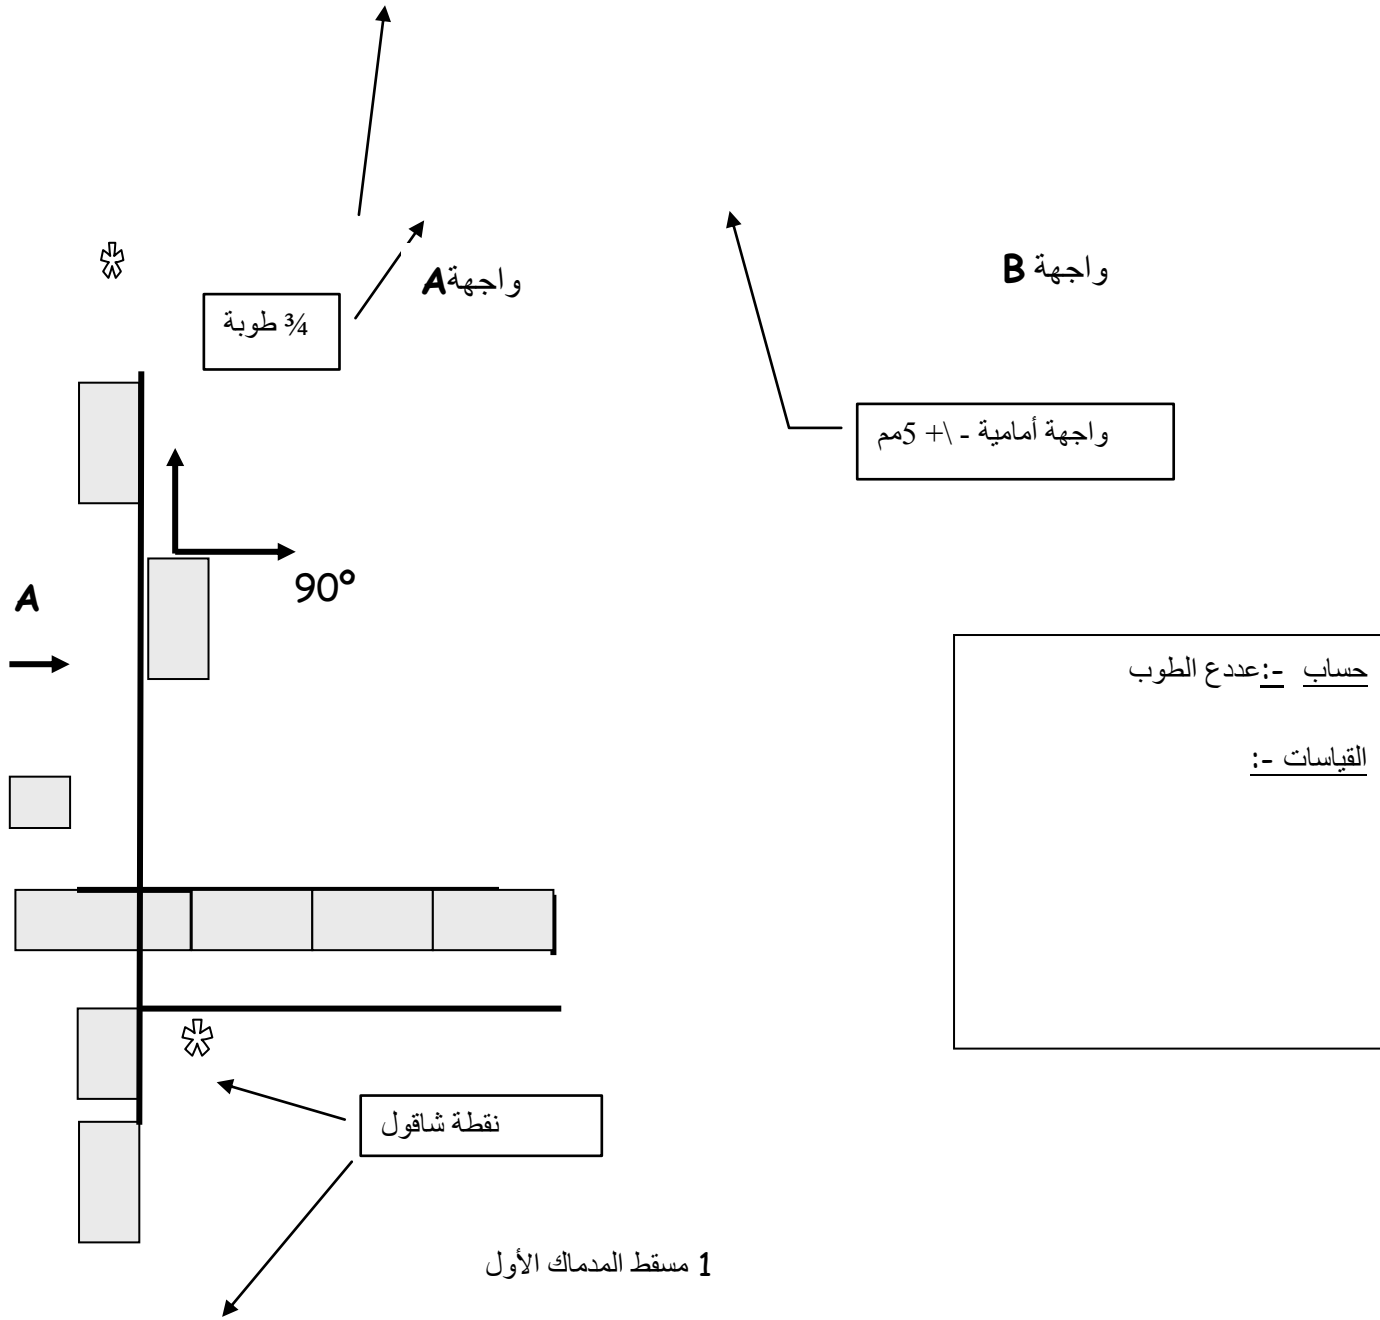 واجهة B
واجهةA
¾ طوبة
واجهة أمامية - \+ 5مم
90°
A
حساب -:عددع الطوب
القياسات -:
نقطة شاقول
1 مسقط المدماك الأول